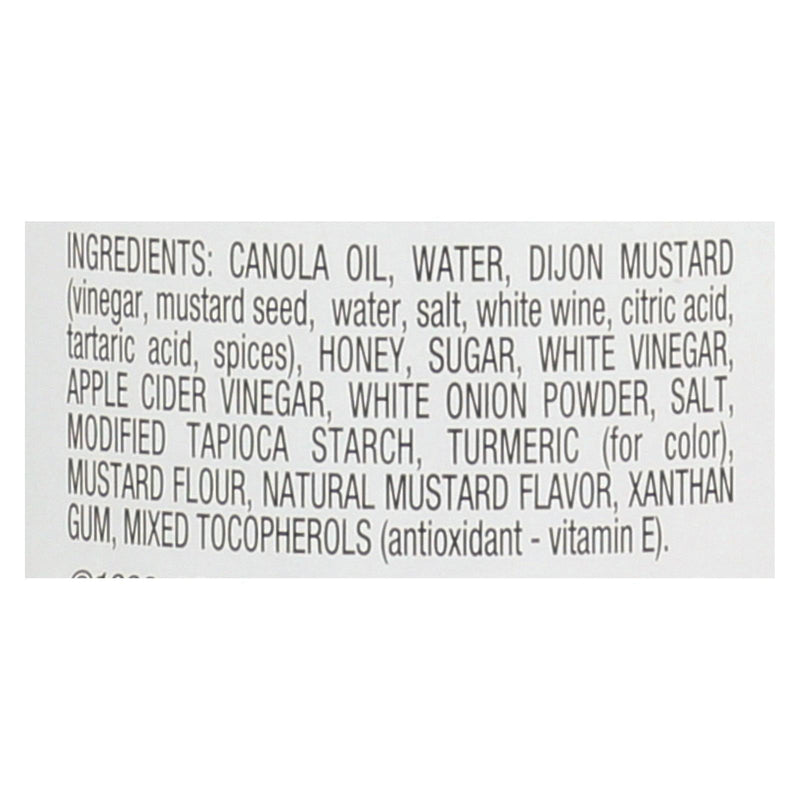 INGREDIENTS: CANOLA OIL, WATER, DIJON MUSTARD
(vinegar, mustard seed, water, salt, white wine, citric acid,
tartaric acid, spices), HONEY, SUGAR, WHITE VINEGAR,
APPLE CIDER VINEGAR, WHITE ONION POWDER, SALT,
MODIFIED TAPIOCA STARCH, TURMERIC (for color),
MUSTARD FLOUR, NATURAL MUSTARD FLAVOR, XANTHAN
GUM, MIXED TOCOPHEROLS (antioxidant - vitamin E).